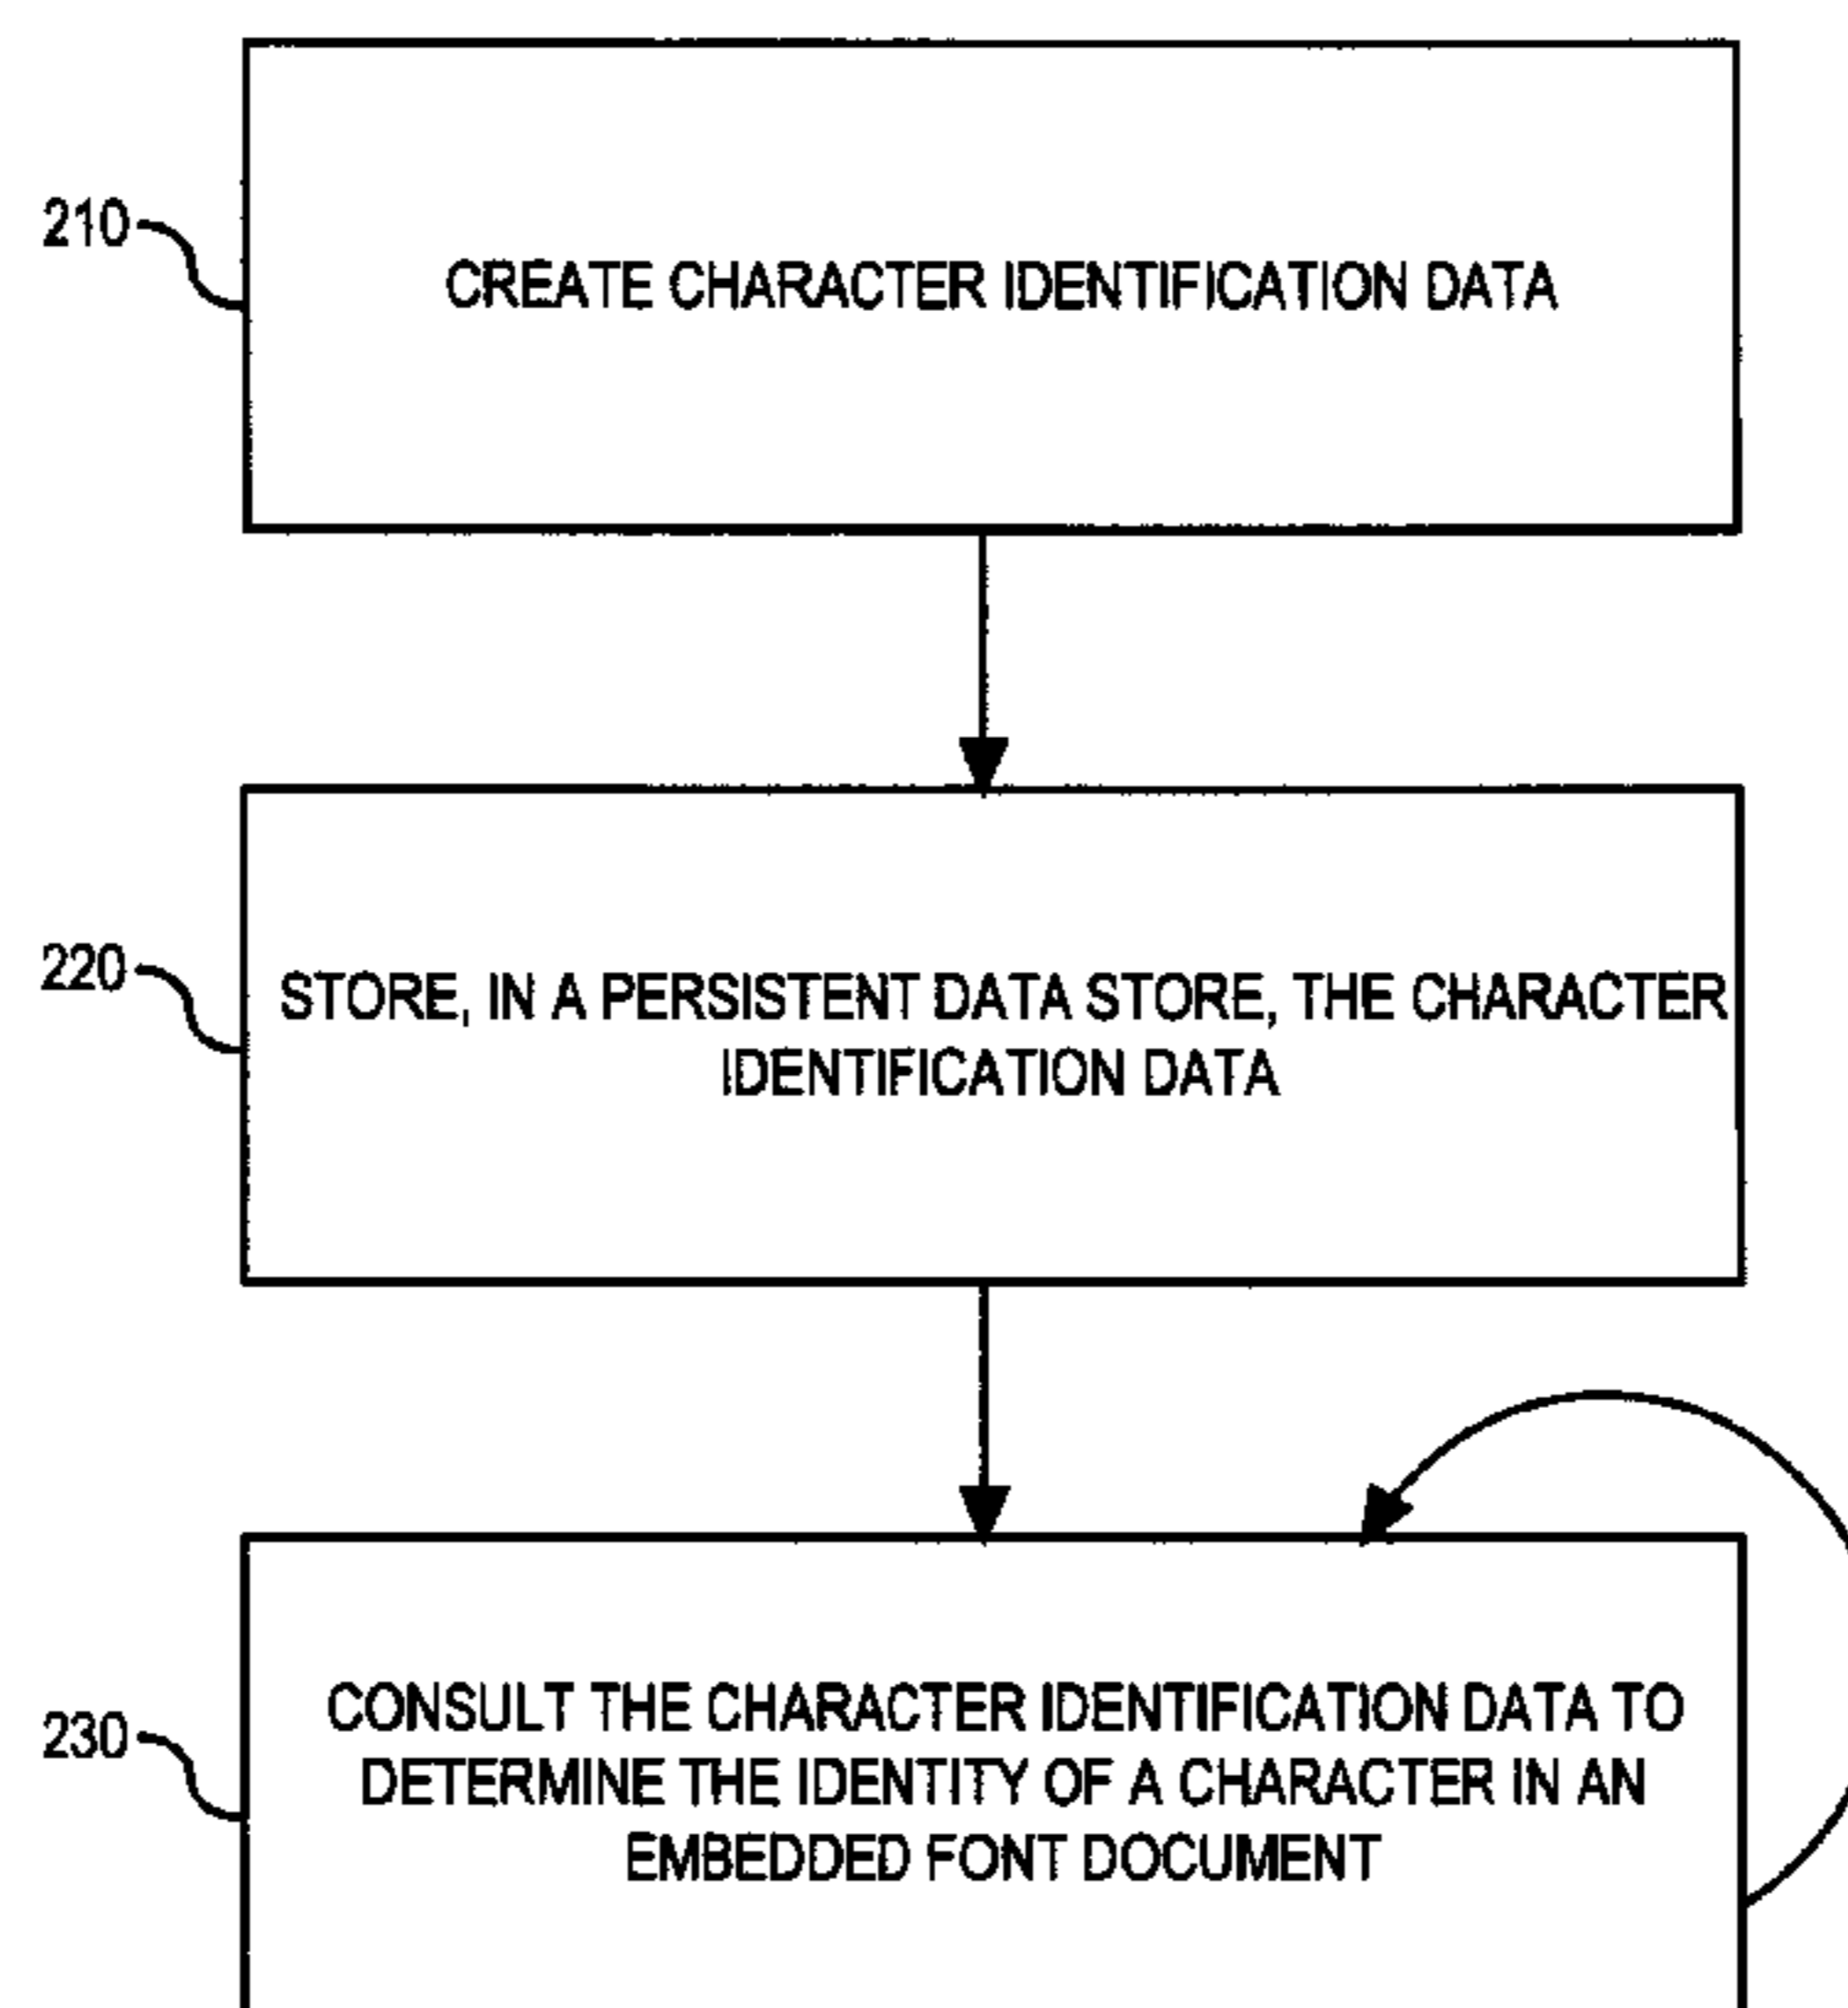 210
CREATE CHARACTER IDENTIFICATION DATA
220
STORE, IN A PERSISTENT DATA STORE, THE CHARACTER
IDENTIFICATION DATA
230
CONSULT THE CHARACTER IDENTIFICATION DATA TO
DETERMINE THE IDENTITY OF A CHARACTER IN AN
EMBEDDED FONT DOCUMENT